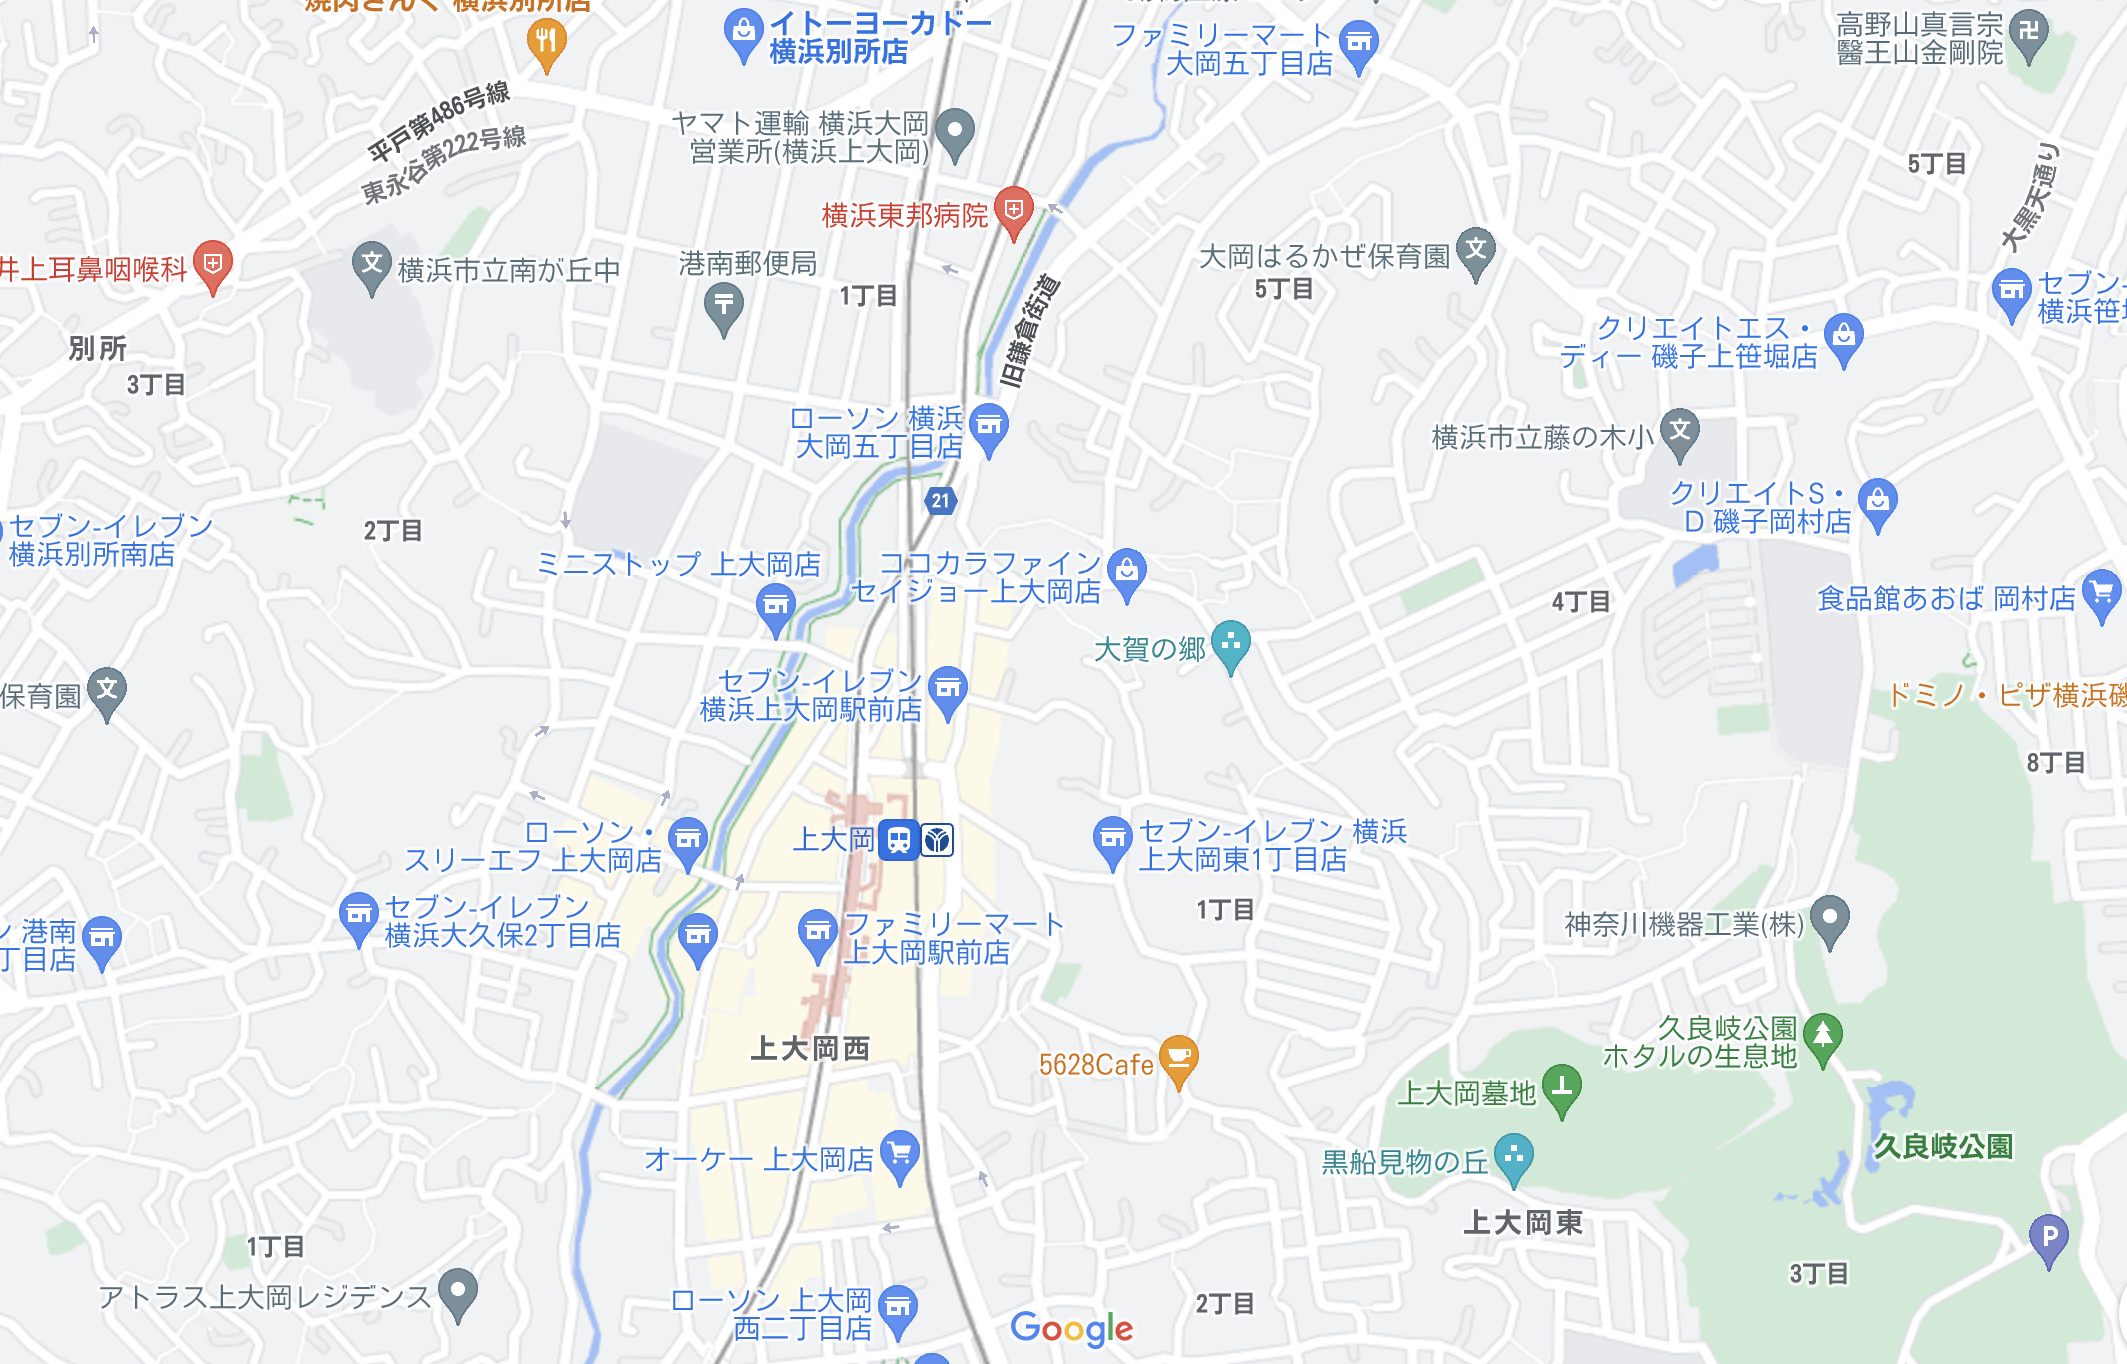 焼肉きんぐ 横浜別所店
イトーヨーカドー
横浜別所店
ファミリーマート
大岡五丁目店
高野山真言宗
醫王山金剛院
平戸第486号線
東永谷第222号線
ヤマト運輸 横浜大岡
営業所(横浜上大岡)
5丁目
大黒天通り
横浜東邦病院
井上耳鼻咽喉科
横浜市立南が丘中
港南郵便局
1丁目
旧鎌倉街道
大岡はるかぜ保育園
5丁目
セブン-
横浜笹堀
クリエイトエス・
ディー 磯子上笹堀店
別所
3丁目
ローソン 横浜
大岡五丁目店
横浜市立藤の木小
21
クリエイトS・
D 磯子岡村店
セブン-イレブン
横浜別所南店
2丁目
ミニストップ 上大岡店
ココカラファイン
セイジョー上大岡店
4丁目
食品館あおば 岡村店
大賀の郷
保育園
セブン-イレブン
横浜上大岡駅前店
ドミノ・ピザ横浜磯
8丁目
ローソン・
スリーエフ 上大岡店
上大岡
セブン-イレブン 横浜
上大岡東1丁目店
1丁目
ン 港南
丁目店
セブン-イレブン
横浜大久保2丁目店
ファミリーマート
上大岡駅前店
神奈川機器工業(株)
上大岡西
5628Cafe
久良岐公園
ホタルの生息地
上大岡墓地
久良岐公園
オーケー 上大岡店
黒船見物の丘
上大岡東
P
1丁目
3丁目
アトラス上大岡レジデンス
ローソン 上大岡
西二丁目店
2丁目
Google